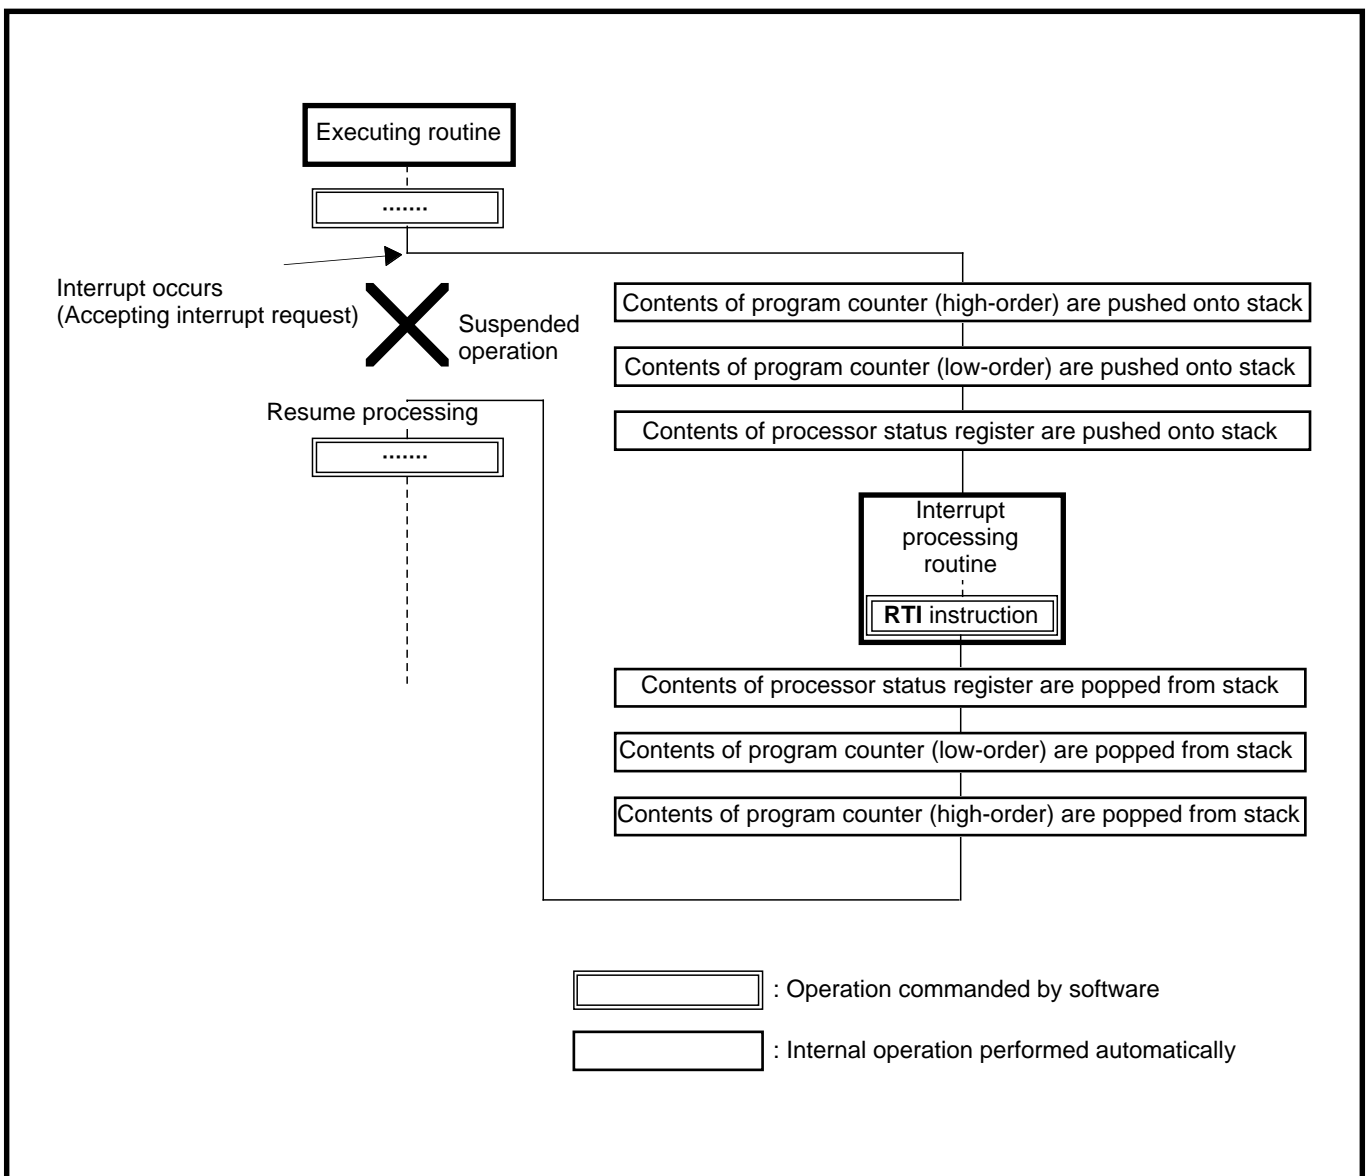 Executing routine
.......
Interrupt occurs
(Accepting interrupt request)
Suspended
operation
Contents of program counter (high-order) are pushed onto stack
Contents of program counter (low-order) are pushed onto stack
Contents of processor status register are pushed onto stack
Resume processing
.......
Interrupt
processing
routine
RTI instruction
Contents of processor status register are popped from stack
Contents of program counter (low-order) are popped from stack
Contents of program counter (high-order) are popped from stack
: Operation commanded by software
: Internal operation performed automatically